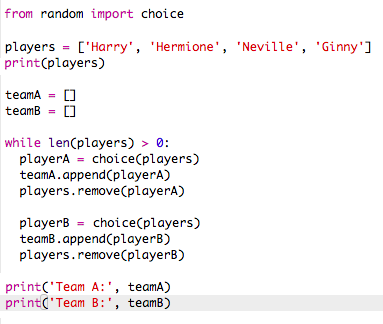 from random import choice
players = ['Harry', 'Hermione', 'Neville', 'Ginny']
print(players)
teamA = []
teamB = []
while len(players) > 0:
  playerA = choice(players)
  teamA.append(playerA)
  players.remove(playerA)
  playerB = choice(players)
  teamB.append(playerB)
  players.remove(playerB)
print('Team A:', teamA)
print('Team B:', teamB)